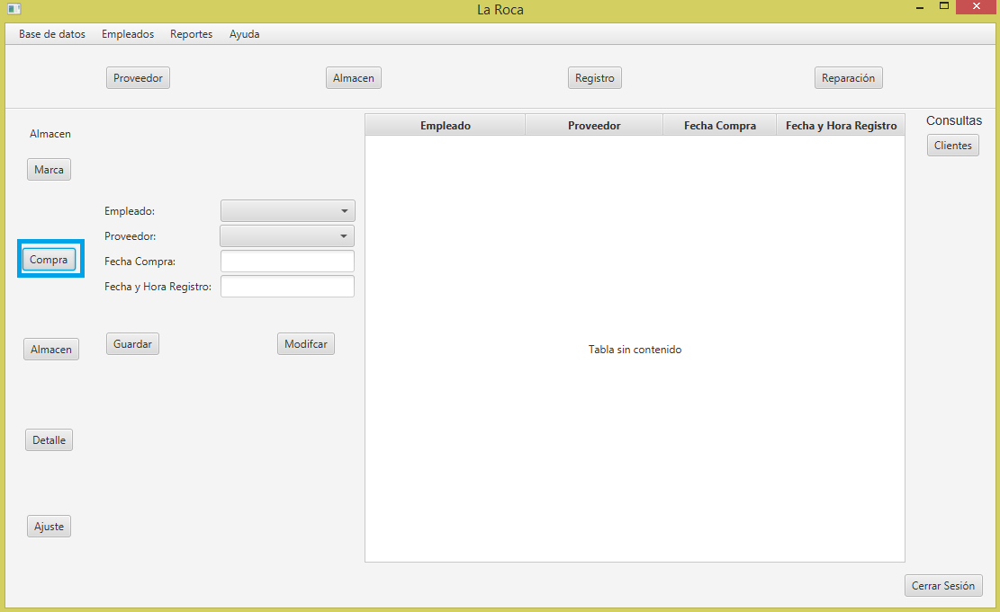 La Roca
Base de datos Empleados Reportes Ayuda
Proveedor Almacen Registro Reparación
Almacen
Marca
Compra
Almacen
Detalle
Ajuste
Empleado:
Proveedor:
Fecha Compra:
Fecha y Hora Registro:
Guardar Modifcar
Empleado Proveedor Fecha Compra Fecha y Hora Registro
Tabla sin contenido
Consultas
Clientes
Cerrar Sesión